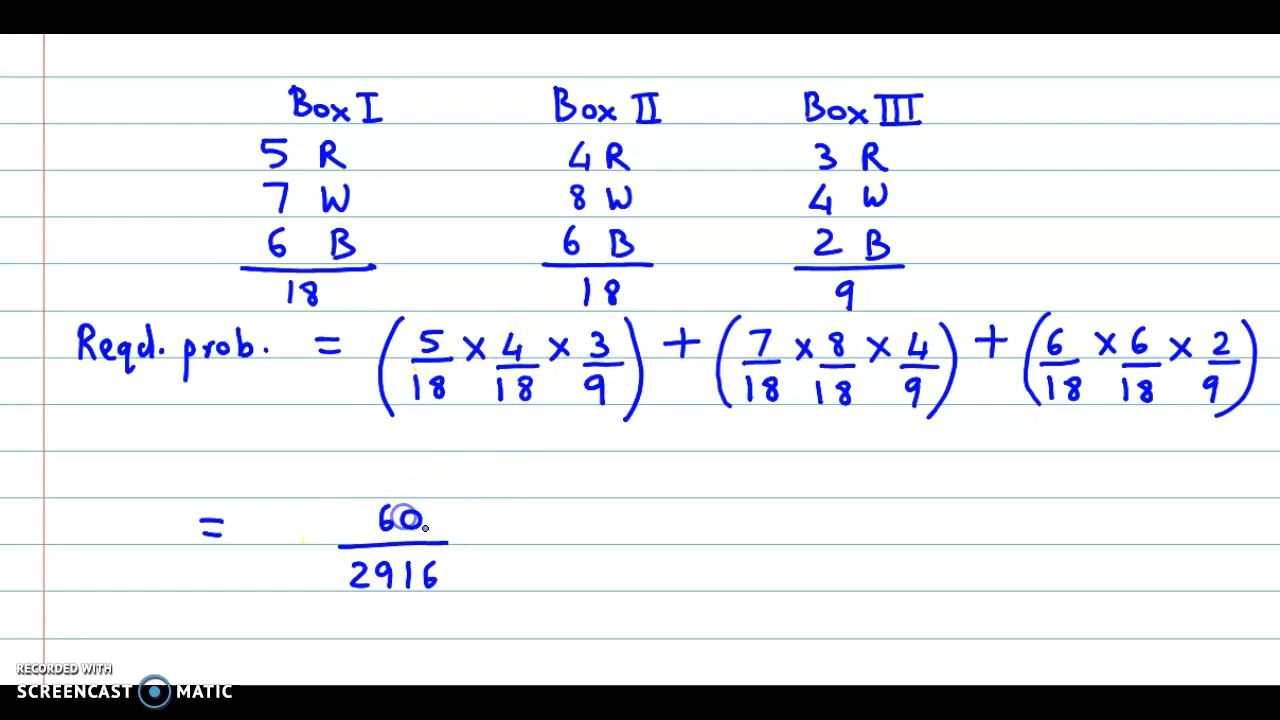 Box I Box II Box III
5 R 4 R 3 R
7 W 8 W 4 W
6 B 6 B 2 B
18 18 9
Reqd. prob. = (5/18 × 4/18 × 3/9) + (7/18 × 8/18 × 4/9) + (6/18 × 6/18 × 2/9)
= 60/2916
RECORDED WITH
SCREENCAST MATIC